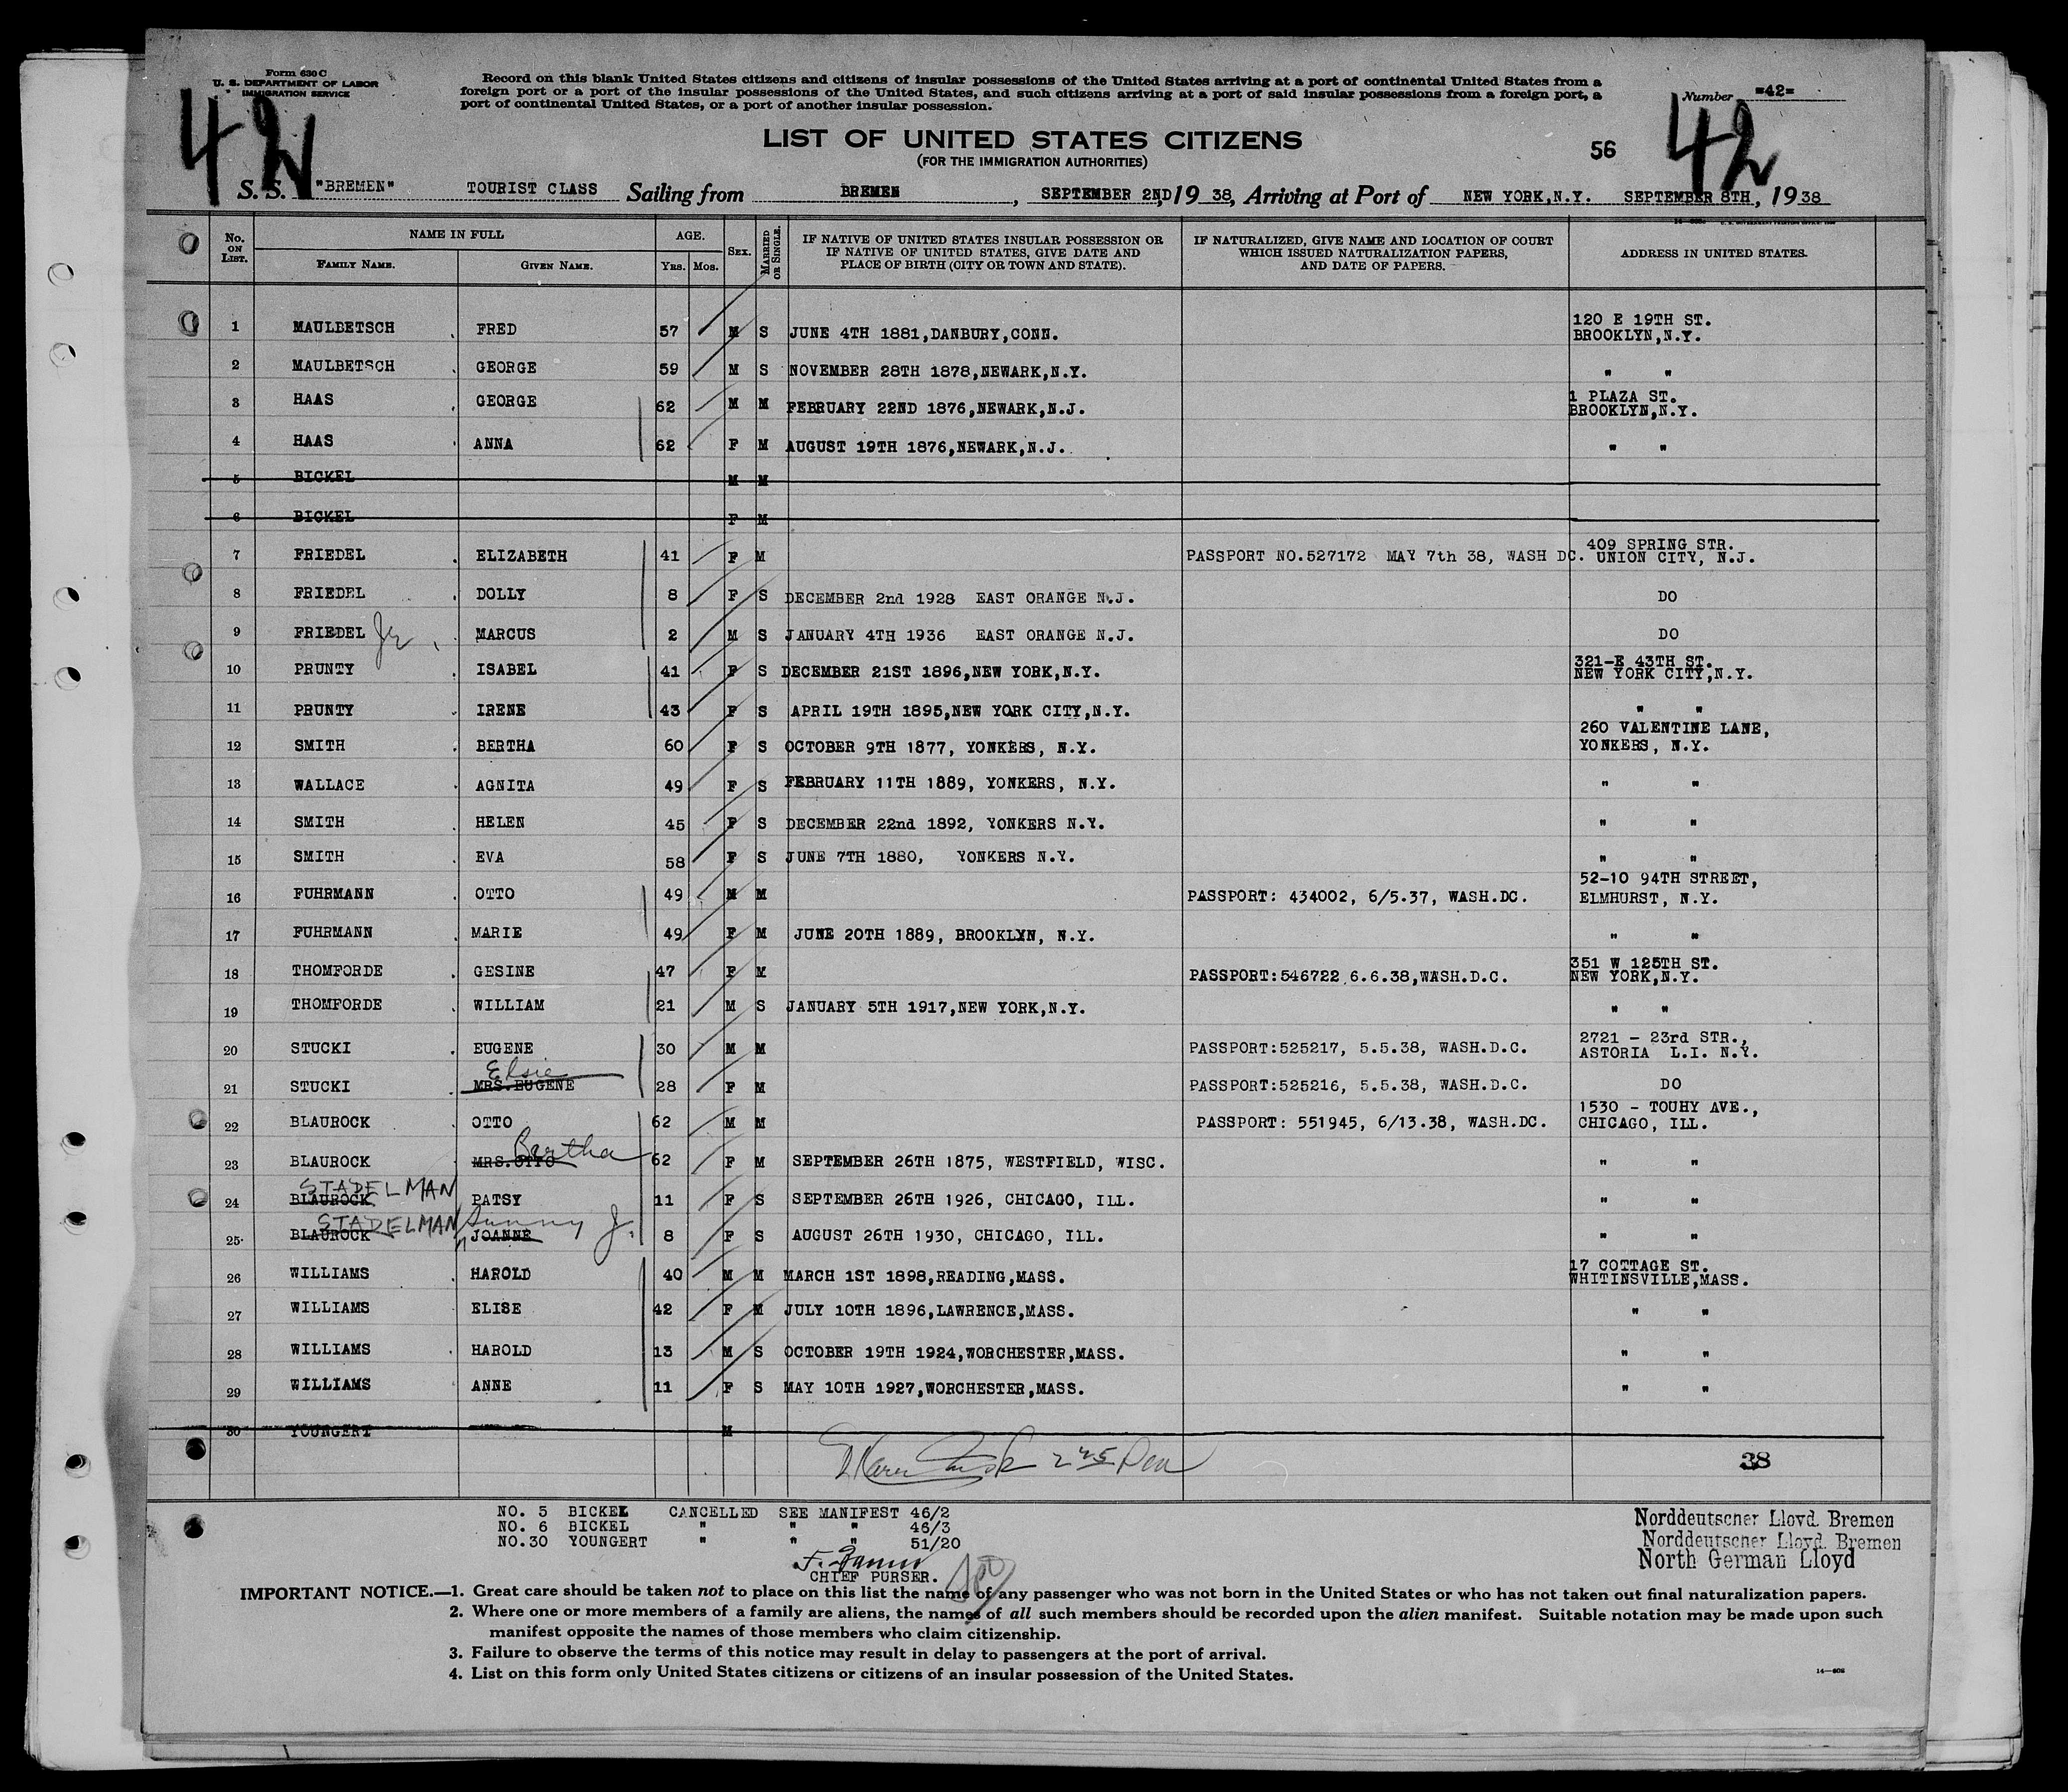 Form 630 C
U. S. DEPARTMENT OF LABOR
IMMIGRATION SERVICE
Record on this blank United States citizens and citizens of insular possessions of the United States arriving at a port of continental United States from a
foreign port or a port of the insular possessions of the United States, and such citizens arriving at a port of said insular possessions from a foreign port, a
port of continental United States, or a port of another insular possession.
Number =42=
42
42
LIST OF UNITED STATES CITIZENS
(FOR THE IMMIGRATION AUTHORITIES)
56
S. S. "BREMEN" TOURIST CLASS Sailing from BREMEN, SEPTEMBER 2ND, 19 38, Arriving at Port of NEW YORK,N.Y. SEPTEMBER 8TH, 19 38
No. ON LIST. NAME IN FULL FAMILY NAME. GIVEN NAME. AGE. YRS. MOS. SEX. MARRIED OR SINGLE. IF NATIVE OF UNITED STATES INSULAR POSSESSION OR IF NATIVE OF UNITED STATES, GIVE DATE AND PLACE OF BIRTH (CITY OR TOWN AND STATE). IF NATURALIZED, GIVE NAME AND LOCATION OF COURT WHICH ISSUED NATURALIZATION PAPERS, AND DATE OF PAPERS. ADDRESS IN UNITED STATES.
1 MAULBETSCH FRED 57 M S JUNE 4TH 1881,DANBURY,CONN. 120 E 19TH ST. BROOKLYN,N.Y.
2 MAULBETSCH GEORGE 59 M S NOVEMBER 28TH 1878,NEWARK,N.Y. " "
3 HAAS GEORGE 62 M M FEBRUARY 22ND 1876,NEWARK,N.J. 1 PLAZA ST. BROOKLYN,N.Y.
4 HAAS ANNA 62 F M AUGUST 19TH 1876,NEWARK,N.J. " "
5 BICKEL M M
6 BICKEL F M
7 FRIEDEL ELIZABETH 41 F M PASSPORT NO.527172 MAY 7th 38, WASH DC. 409 SPRING STR. UNION CITY, N.J.
8 FRIEDEL DOLLY 8 F S DECEMBER 2nd 1928 EAST ORANGE N.J. DO
9 FRIEDEL Jr. MARCUS 2 M S JANUARY 4TH 1936 EAST ORANGE N.J. DO
10 PRUNTY ISABEL 41 F S DECEMBER 21ST 1896,NEW YORK,N.Y. 321-E 43TH ST. NEW YORK CITY,N.Y.
11 PRUNTY IRENE 43 F S APRIL 19TH 1895,NEW YORK CITY,N.Y. " "
12 SMITH BERTHA 60 F S OCTOBER 9TH 1877, YONKERS, N.Y. 260 VALENTINE LANE, YONKERS, N.Y.
13 WALLACE AGNITA 49 F S FEBRUARY 11TH 1889, YONKERS, N.Y. " "
14 SMITH HELEN 45 F S DECEMBER 22nd 1892, YONKERS N.Y. " "
15 SMITH EVA 58 F S JUNE 7TH 1880, YONKERS N.Y. " "
16 FUHRMANN OTTO 49 M M PASSPORT: 434002, 6/5.37, WASH.DC. 52-10 94TH STREET, ELMHURST, N.Y.
17 FUHRMANN MARIE 49 F M JUNE 20TH 1889, BROOKLYN, N.Y. " "
18 THOMFORDE GESINE 47 F M PASSPORT:546722,6.6.38,WASH.D.C. 351 W 125TH ST. NEW YORK,N.Y.
19 THOMFORDE WILLIAM 21 M S JANUARY 5TH 1917,NEW YORK,N.Y. " "
20 STUCKI EUGENE 30 M M PASSPORT:525217, 5.5.38, WASH.D.C. 2721 - 23rd STR., ASTORIA L.I. N.Y.
21 STUCKI Elsie MRS.EUGENE 28 F M PASSPORT:525216, 5.5.38, WASH.D.C. DO
22 BLAUROCK OTTO 62 M M PASSPORT: 551945, 6/13.38, WASH.DC. 1530 - TOUHY AVE., CHICAGO, ILL.
23 BLAUROCK Bertha MRS.OTTO 62 F M SEPTEMBER 26TH 1875, WESTFIELD, WISC. " "
24 STADELMAN BLAUROCK PATSY 11 F S SEPTEMBER 26TH 1926, CHICAGO, ILL. " "
25 STADELMAN BLAUROCK Sunny J. JOANNE 8 F S AUGUST 26TH 1930, CHICAGO, ILL. " "
26 WILLIAMS HAROLD 40 M M MARCH 1ST 1898,READING,MASS. 17 COTTAGE ST. WHITINSVILLE,MASS.
27 WILLIAMS ELISE 42 F M JULY 10TH 1896,LAWRENCE,MASS. " "
28 WILLIAMS HAROLD 13 M S OCTOBER 19TH 1924,WORCHESTER,MASS. " "
29 WILLIAMS ANNE 11 F S MAY 10TH 1927,WORCHESTER,MASS. " "
30 YOUNGERT M
38
NO. 5 BICKEL CANCELLED SEE MANIFEST 46/2
NO. 6 BICKEL " " " 46/3
NO.30 YOUNGERT " " " 51/20
CHIEF PURSER.
Norddeutscher Lloyd Bremen
Norddeutscher Lloyd Bremen
North German Lloyd
IMPORTANT NOTICE.—1. Great care should be taken not to place on this list the name of any passenger who was not born in the United States or who has not taken out final naturalization papers.
2. Where one or more members of a family are aliens, the names of all such members should be recorded upon the alien manifest. Suitable notation may be made upon such
manifest opposite the names of those members who claim citizenship.
3. Failure to observe the terms of this notice may result in delay to passengers at the port of arrival.
4. List on this form only United States citizens or citizens of an insular possession of the United States.